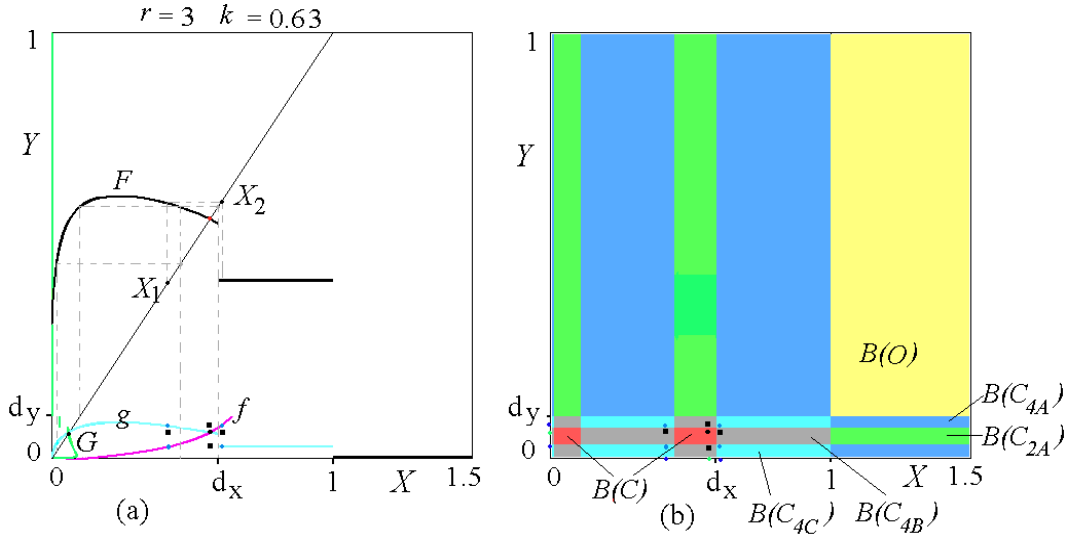 r = 3 k = 0.63
1
Y
F
X2
X1
dy
g
f
G
0
0
dx
1
X
1.5
(a)
1
Y
B(O)
dy
B(C4A)
B(C2A)
0
0
dx
1
X
1.5
B(C)
B(C4C)
B(C4B)
(b)